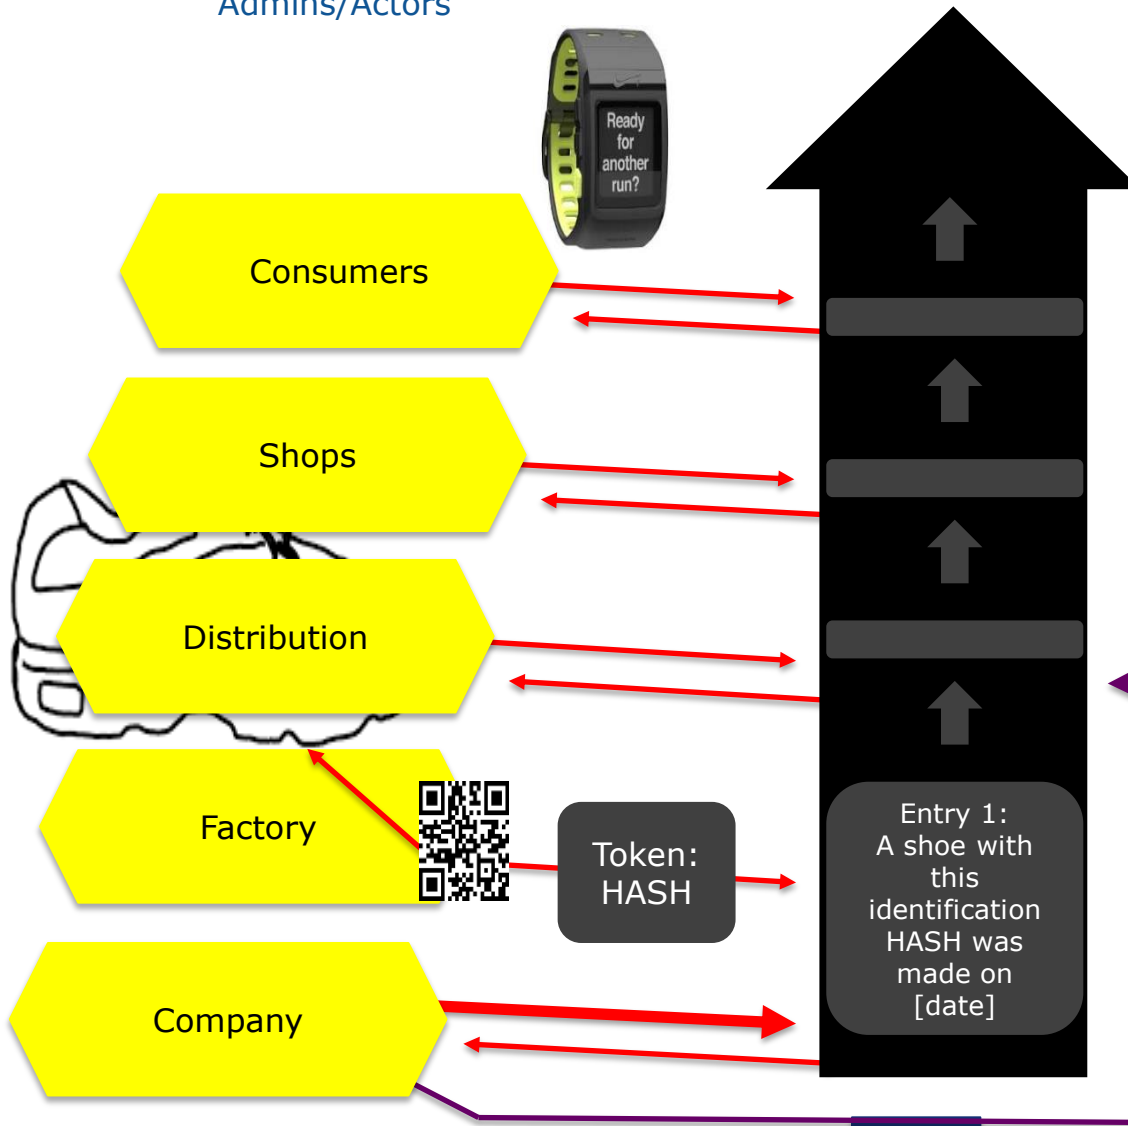 Admins/Actors
Ready
for
another
run?
Consumers
Shops
Distribution
Factory
Token:
HASH
Entry 1:
A shoe with
this
identification
HASH was
made on
[date]
Company